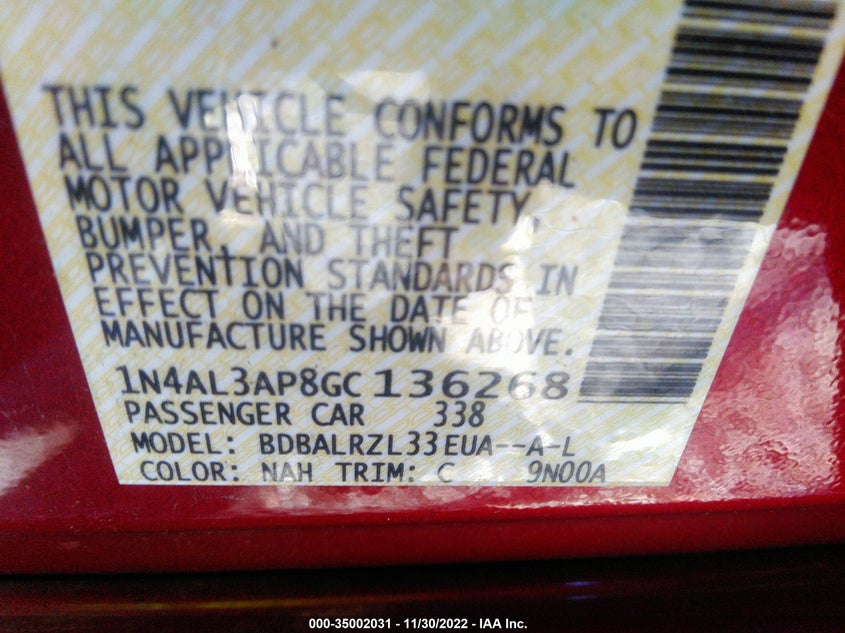 THIS VEHICLE CONFORMS TO
ALL APPLICABLE FEDERAL
MOTOR VEHICLE SAFETY,
BUMPER, AND THEFT
PREVENTION STANDARDS IN
EFFECT ON THE DATE OF
MANUFACTURE SHOWN ABOVE.
1N4AL3AP8GC136268
PASSENGER CAR 338
MODEL: BDBALRZL33EUA--A-L
COLOR: NAH TRIM: C 9N00A
000-35002031 - 11/30/2022 - IAA Inc.